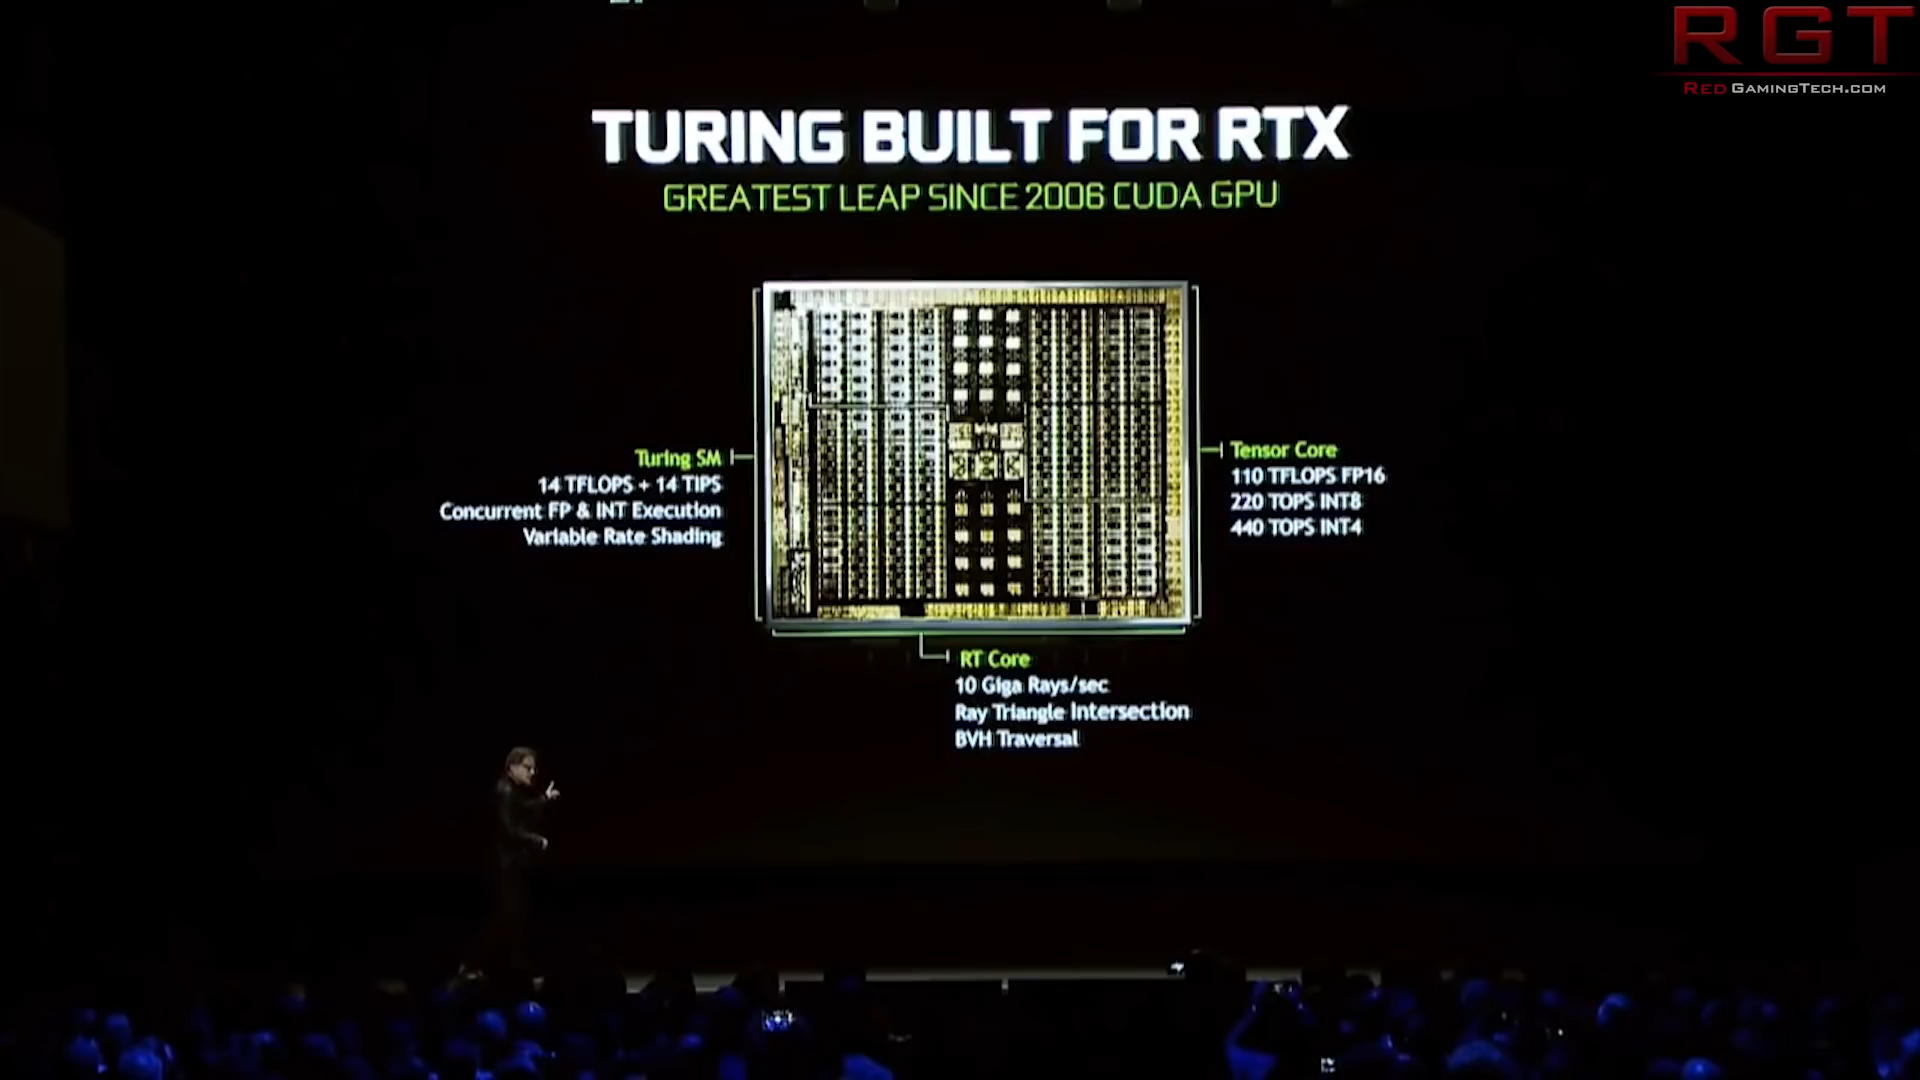 RGT
RedGamingTech.com
TURING BUILT FOR RTX
GREATEST LEAP SINCE 2006 CUDA GPU
Turing SM
14 TFLOPS + 14 TIPS
Concurrent FP & INT Execution
Variable Rate Shading
Tensor Core
110 TFLOPS FP16
220 TOPS INT8
440 TOPS INT4
RT Core
10 Giga Rays/sec
Ray Triangle Intersection
BVH Traversal